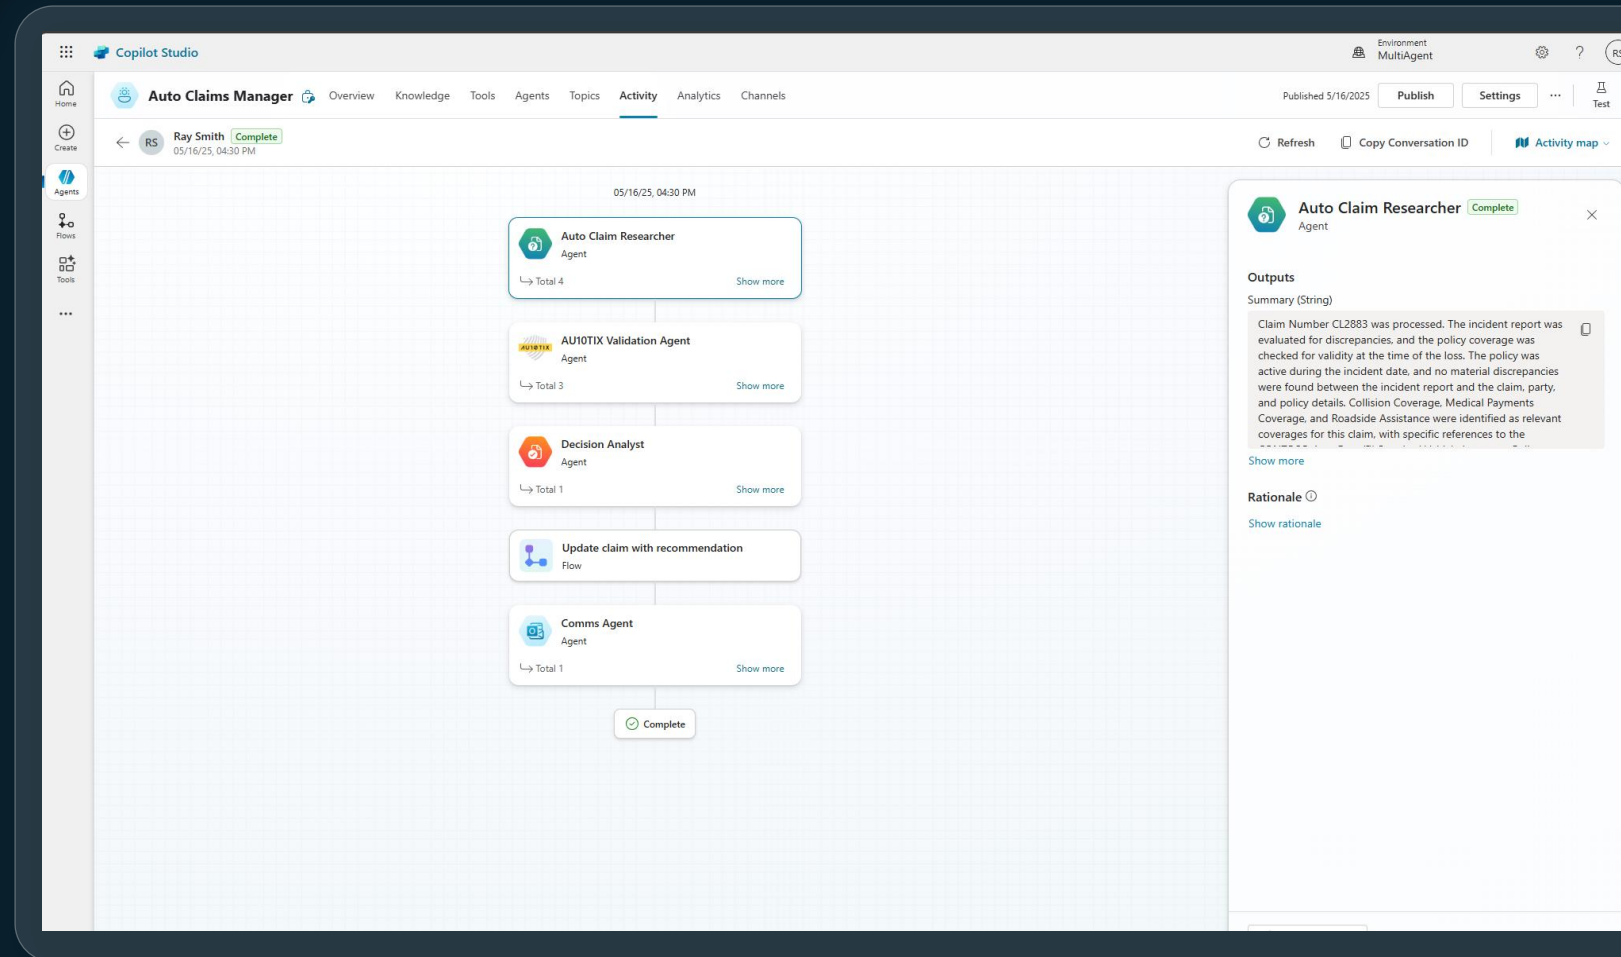 Copilot Studio
Environment
MultiAgent
RS
Home
Create
Agents
Flows
Tools
Auto Claims Manager
Overview
Knowledge
Tools
Agents
Topics
Activity
Analytics
Channels
Published 5/16/2025
Publish
Settings
Test
RS
Ray Smith
Complete
05/16/25, 04:30 PM
Refresh
Copy Conversation ID
Activity map
05/16/25, 04:30 PM
Auto Claim Researcher
Agent
Total 4
Show more
AU10TIX
AU10TIX Validation Agent
Agent
Total 3
Show more
Decision Analyst
Agent
Total 1
Show more
Update claim with recommendation
Flow
Comms Agent
Agent
Total 1
Show more
Complete
Auto Claim Researcher
Complete
Agent
Outputs
Summary (String)
Claim Number CL2883 was processed. The incident report was
evaluated for discrepancies, and the policy coverage was
checked for validity at the time of the loss. The policy was
active during the incident date, and no material discrepancies
were found between the incident report and the claim, party,
and policy details. Collision Coverage, Medical Payments
Coverage, and Roadside Assistance were identified as relevant
coverages for this claim, with specific references to the
Show more
Rationale
Show rationale